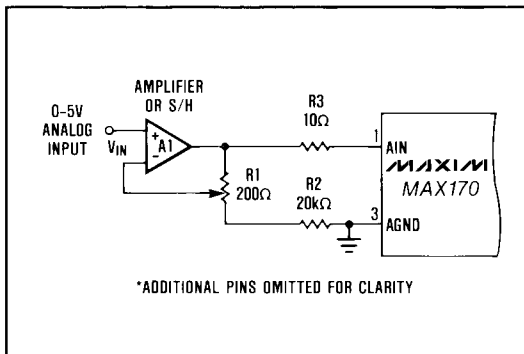 AMPLIFIER
OR S/H
0-5V
ANALOG
INPUT
VIN
A1
+
−
R3
10Ω
1
AIN
MAXIM
MAX170
R1
200Ω
R2
20kΩ
3
AGND
*ADDITIONAL PINS OMITTED FOR CLARITY